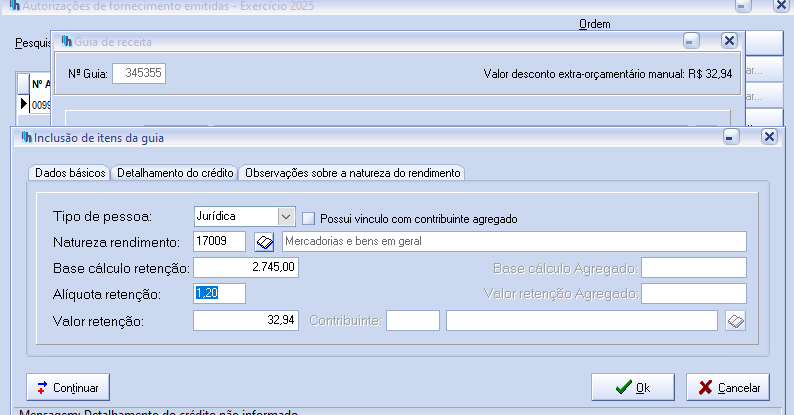 Autorizações de fornecimento emitidas - Exercício 2025
Ordem
Pesquis
Guia de receita
Nº Guia: 345355 Valor desconto extra-orçamentário manual: R$ 32,94
ar...
Nº A
ar...
0099
Inclusão de itens da guia
Dados básicos Detalhamento do crédito Observações sobre a natureza do rendimento
Tipo de pessoa: Jurídica Possui vinculo com contribuinte agregado
Natureza rendimento: 17009 Mercadorias e bens em geral
Base cálculo retenção: 2.745,00 Base cálculo Agregado:
Alíquota retenção: 1,20 Valor retenção Agregado:
Valor retenção: 32,94 Contribuinte:
Continuar Ok Cancelar
Mensagem: Detalhamento do crédito não informado